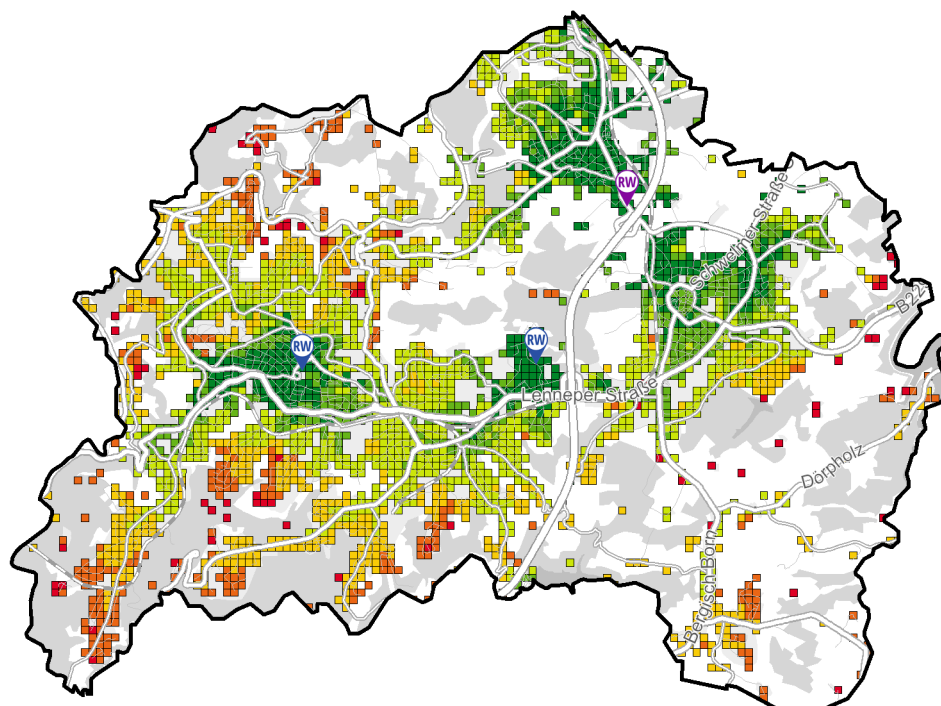 RW
Schwelmer-Straße
B22
RW
RW
Lenneper Straße
Dörpholz
Bergisch Born